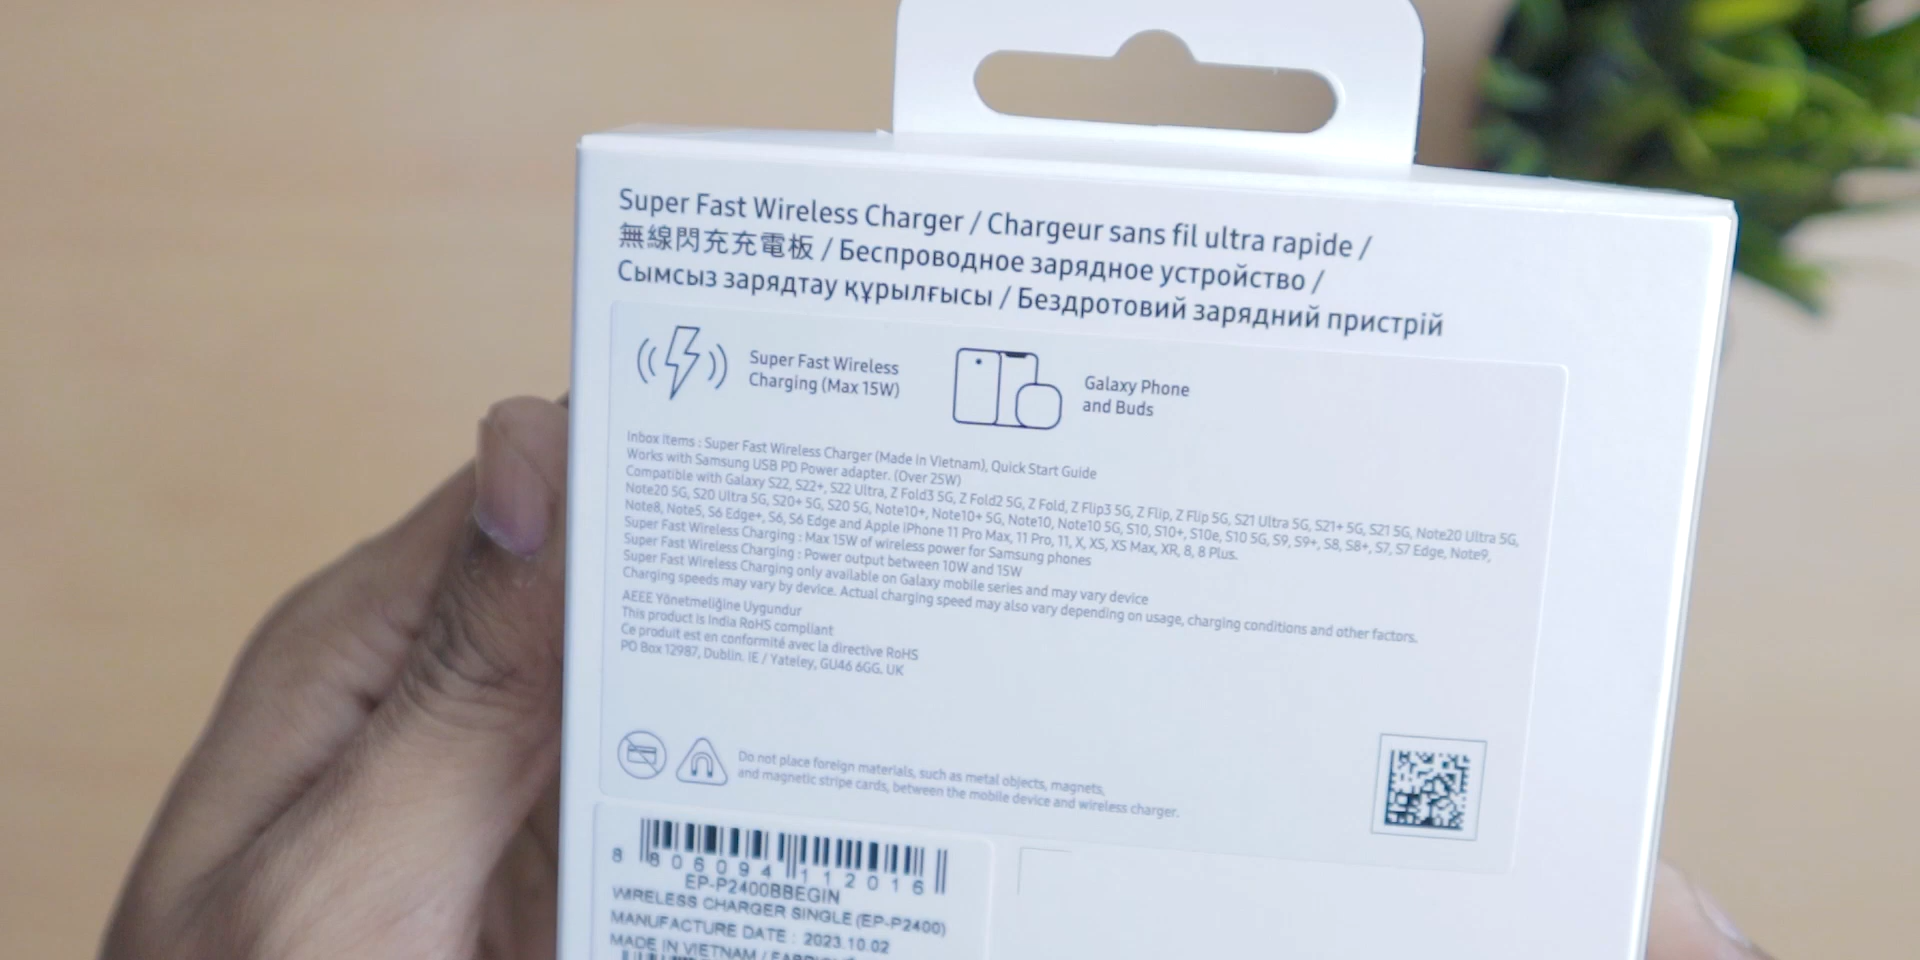 Super Fast Wireless Charger / Chargeur sans fil ultra rapide /
無線閃充充電板 / Беспроводное зарядное устройство /
Сымсыз зарядтау құрылғысы / Бездротовий зарядний пристрій
Super Fast Wireless
Charging (Max 15W)
Galaxy Phone
and Buds
Inbox Items : Super Fast Wireless Charger (Made in Vietnam), Quick Start Guide
Works with Samsung USB PD Power adapter. (Over 25W)
Compatible with Galaxy S22, S22+, S22 Ultra, Z Fold3 5G, Z Fold2 5G, Z Fold, Z Flip3 5G, Z Flip, Z Flip 5G, S21 Ultra 5G, S21+ 5G, S21 5G, Note20 Ultra 5G,
Note20 5G, S20 Ultra 5G, S20+ 5G, S20 5G, Note10+, Note10+ 5G, Note10, Note10 5G, S10, S10+, S10e, S10 5G, S9, S9+, S8, S8+, S7, S7 Edge, Note9,
Note8, Note5, S6 Edge+, S6, S6 Edge and Apple iPhone 11 Pro Max, 11 Pro, 11, X, XS, XS Max, XR, 8, 8 Plus.
Super Fast Wireless Charging : Max 15W of wireless power for Samsung phones
Super Fast Wireless Charging : Power output between 10W and 15W
Super Fast Wireless Charging only available on Galaxy mobile series and may vary device
Charging speeds may vary by device. Actual charging speed may also vary depending on usage, charging conditions and other factors.
AEEE Yönetmeliğine Uygundur
This product is India RoHS compliant
Ce produit est en conformité avec la directive RoHS
PO Box 12987, Dublin. IE / Yateley, GU46 6GG. UK
Do not place foreign materials, such as metal objects, magnets,
and magnetic stripe cards, between the mobile device and wireless charger.
8 806094 112016
EP-P2400BBEGIN
WIRELESS CHARGER SINGLE (EP-P2400)
MANUFACTURE DATE : 2023.10.02
MADE IN VIETNAM /